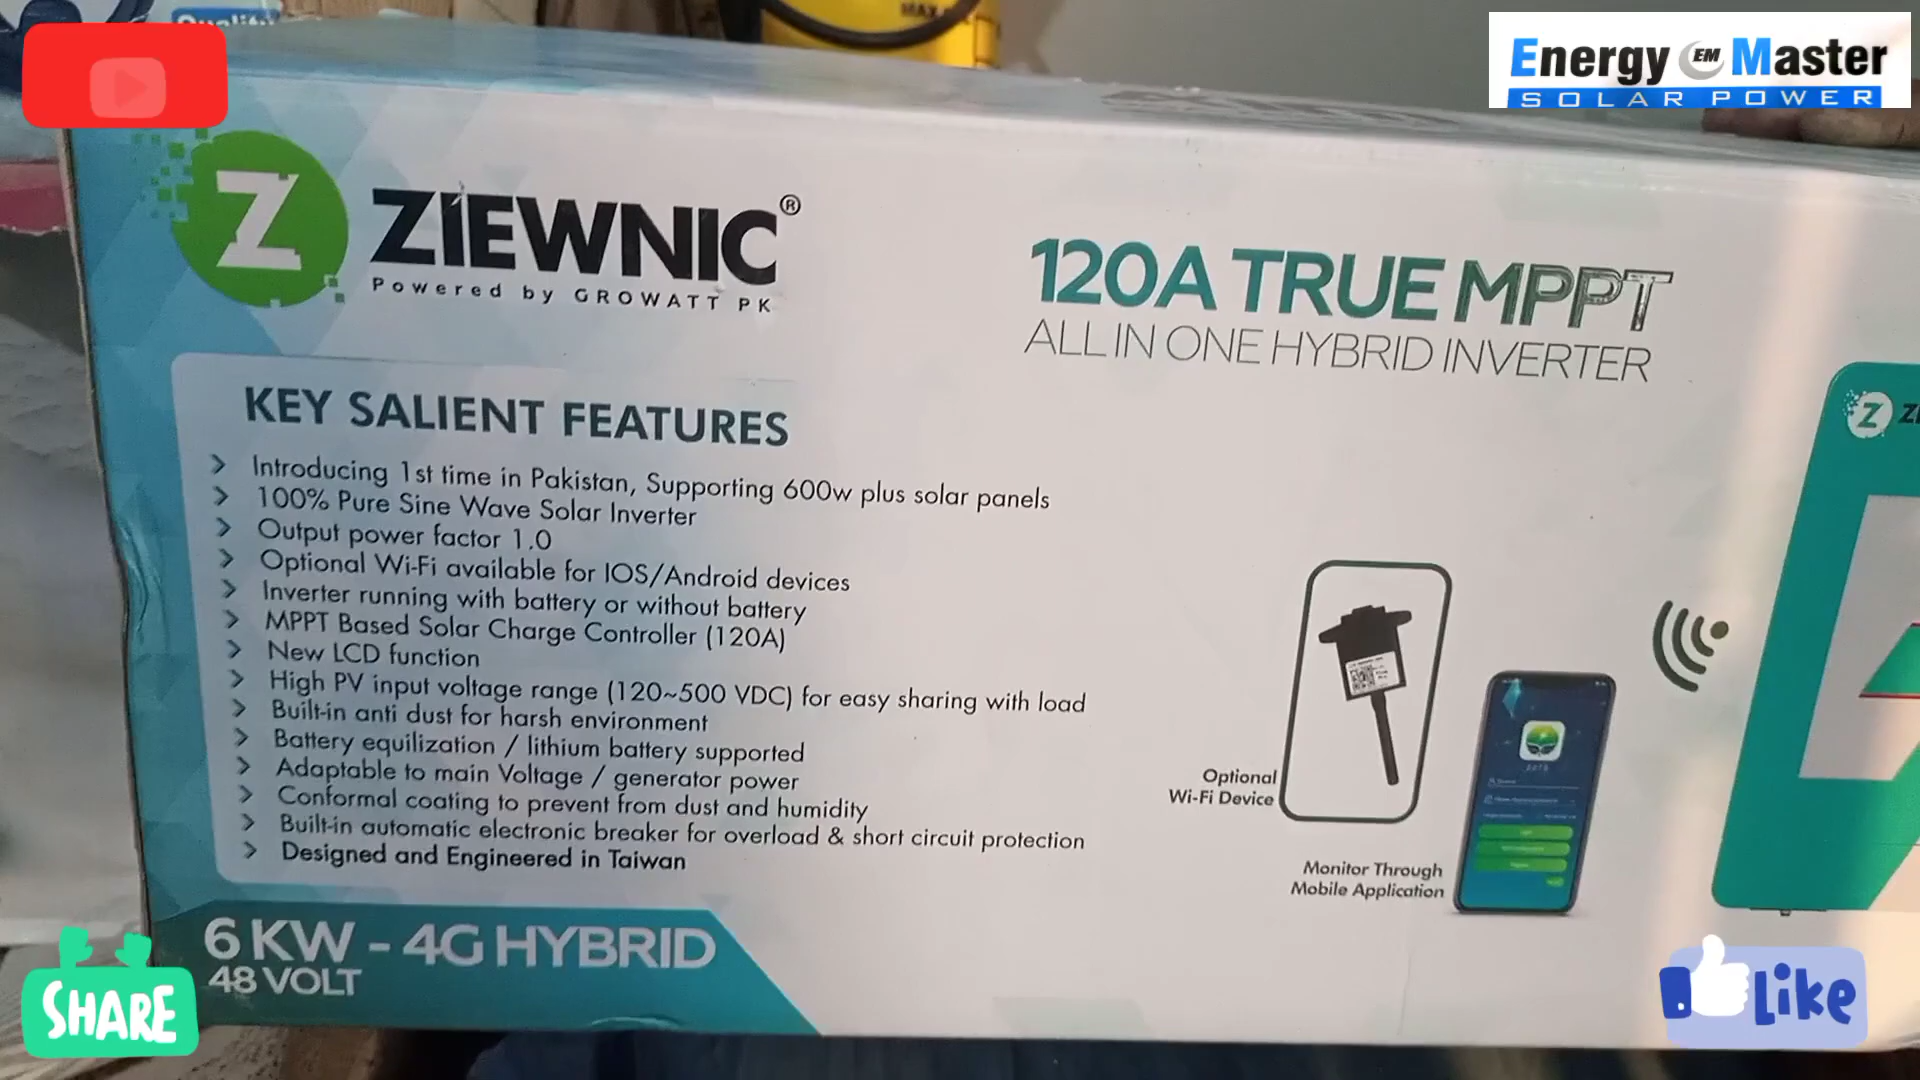 Energy EM Master
SOLAR POWER
Z
ZIEWNIC®
Powered by GROWATT PK
120A TRUE MPPT
ALL IN ONE HYBRID INVERTER
KEY SALIENT FEATURES
Introducing 1st time in Pakistan, Supporting 600w plus solar panels
100% Pure Sine Wave Solar Inverter
Output power factor 1.0
Optional Wi-Fi available for IOS/Android devices
Inverter running with battery or without battery
MPPT Based Solar Charge Controller (120A)
New LCD function
High PV input voltage range (120~500 VDC) for easy sharing with load
Built-in anti dust for harsh environment
Battery equilization / lithium battery supported
Adaptable to main Voltage / generator power
Conformal coating to prevent from dust and humidity
Built-in automatic electronic breaker for overload & short circuit protection
Designed and Engineered in Taiwan
Optional
Wi-Fi Device
Monitor Through
Mobile Application
Z
6 KW - 4G HYBRID
48 VOLT
SHARE
Like